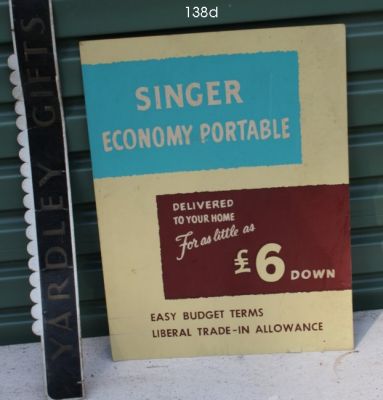 138d
YARDLEY GIFTS
SINGER
ECONOMY PORTABLE
DELIVERED
TO YOUR HOME
For as little as
£6 DOWN
EASY BUDGET TERMS
LIBERAL TRADE-IN ALLOWANCE